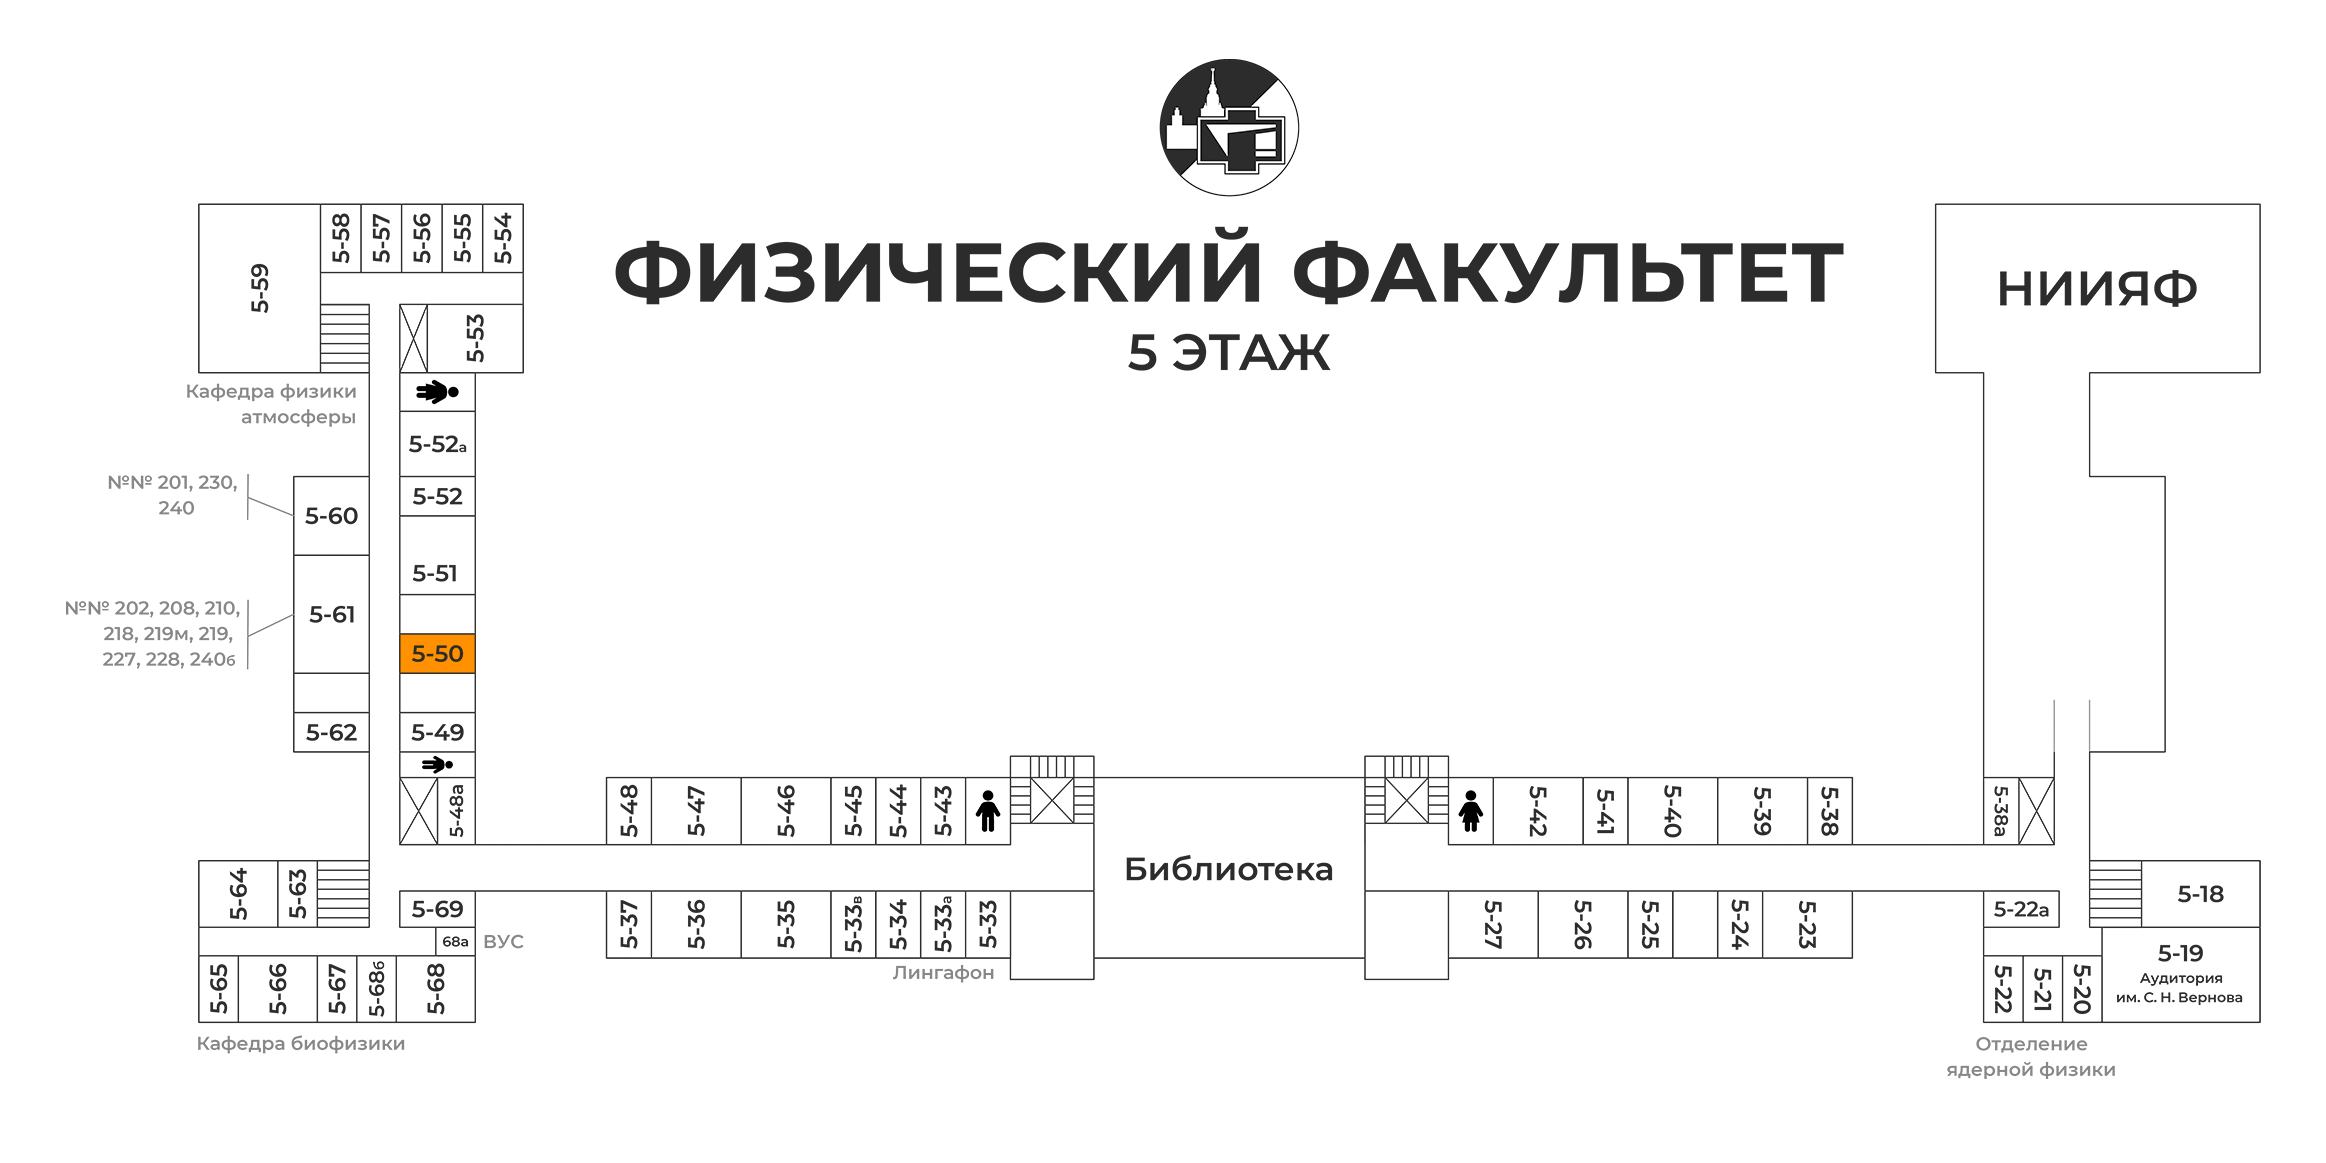 ФИЗИЧЕСКИЙ ФАКУЛЬТЕТ
5 ЭТАЖ
5-59
5-58
5-57
5-56
5-55
5-54
5-53
Кафедра физики
атмосферы
5-52а
5-52
5-51
5-50
5-49
5-48а
№№ 201, 230,
240
5-60
№№ 202, 208, 210,
218, 219м, 219,
227, 228, 240б
5-61
5-62
5-64
5-63
5-69
68а
ВУС
5-65
5-66
5-67
5-68б
5-68
Кафедра биофизики
5-48
5-47
5-46
5-45
5-44
5-43
5-37
5-36
5-35
5-33в
5-34
5-33а
5-33
Лингафон
Библиотека
5-42
5-41
5-40
5-39
5-38
5-27
5-26
5-25
5-24
5-23
НИИЯФ
5-38а
5-22а
5-18
5-19
Аудитория
им. С. Н. Вернова
5-22
5-21
5-20
Отделение
ядерной физики